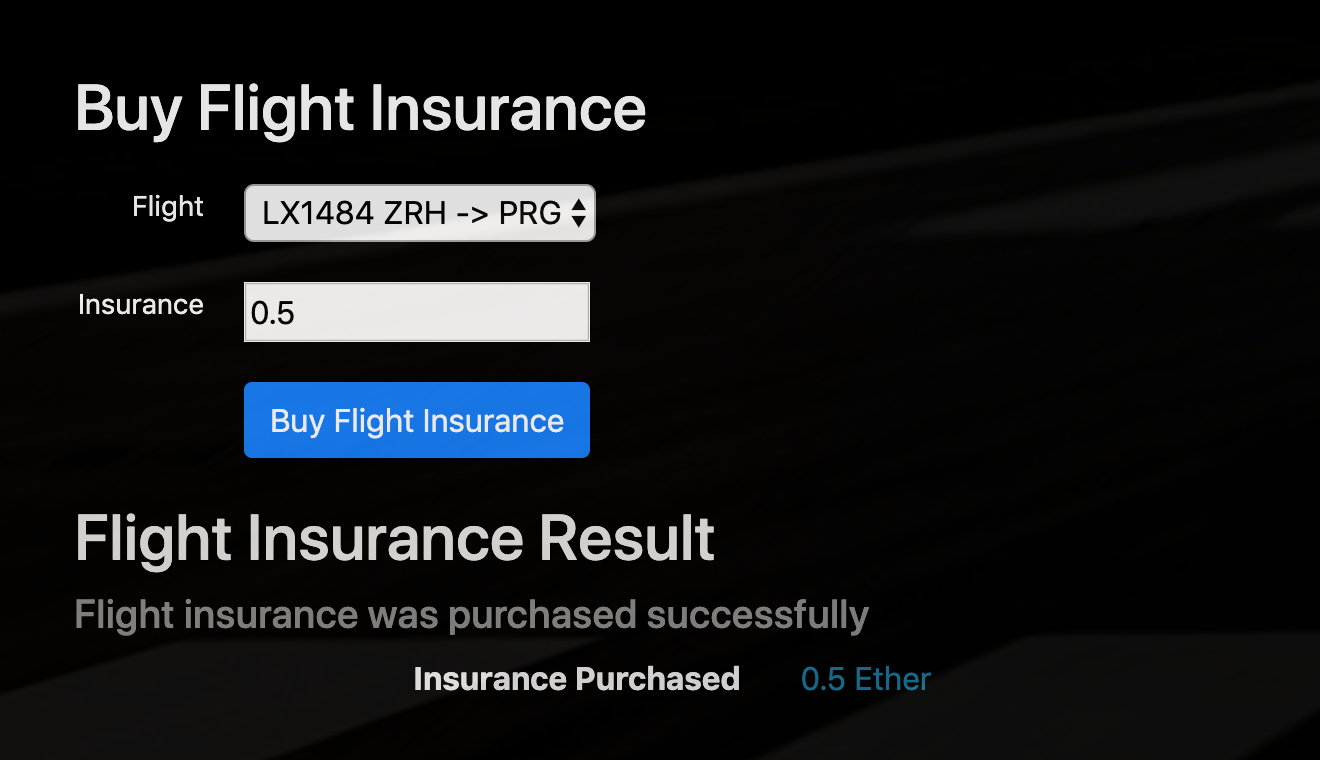 Buy Flight Insurance
Flight LX1484 ZRH -> PRG
Insurance 0.5
Buy Flight Insurance
Flight Insurance Result
Flight insurance was purchased successfully
Insurance Purchased 0.5 Ether